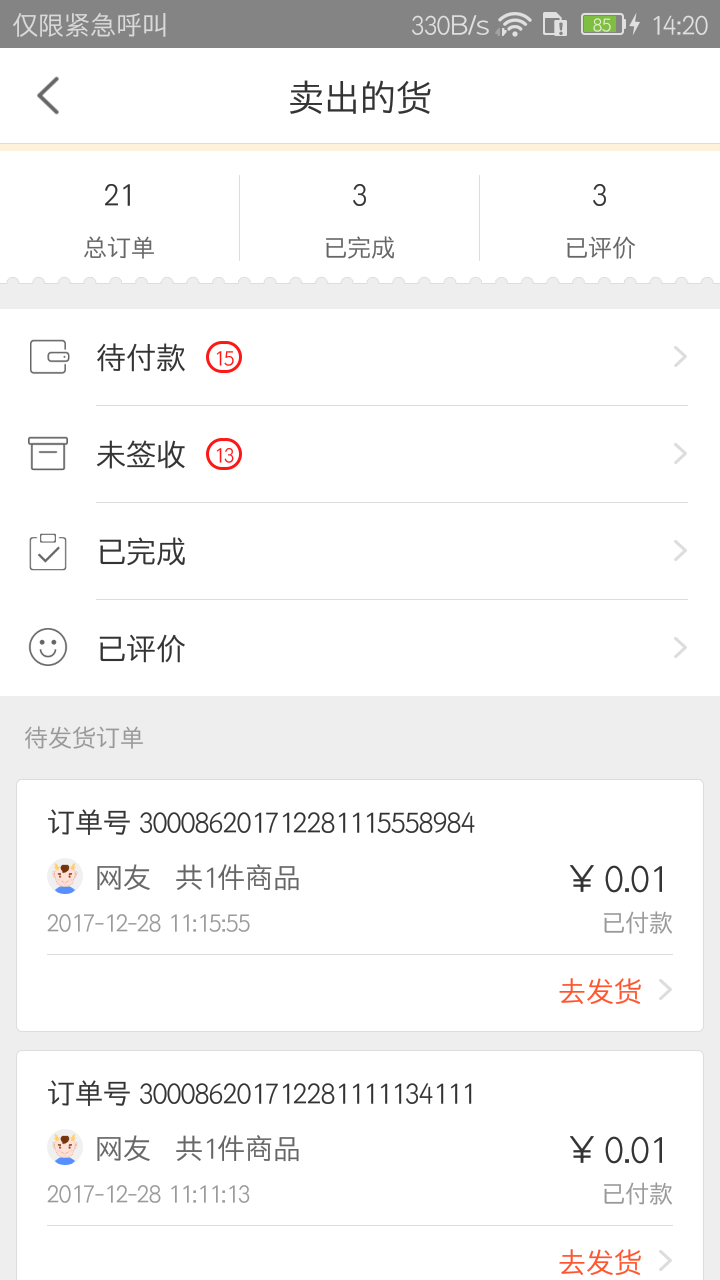 仅限紧急呼叫 330B/s 85 14:20
卖出的货
21 3 3
总订单 已完成 已评价
待付款 15
未签收 13
已完成
已评价
待发货订单
订单号 300086201712281115558984
网友 共1件商品 ¥ 0.01
2017-12-28 11:15:55 已付款
去发货
订单号 300086201712281111134111
网友 共1件商品 ¥ 0.01
2017-12-28 11:11:13 已付款
去发货